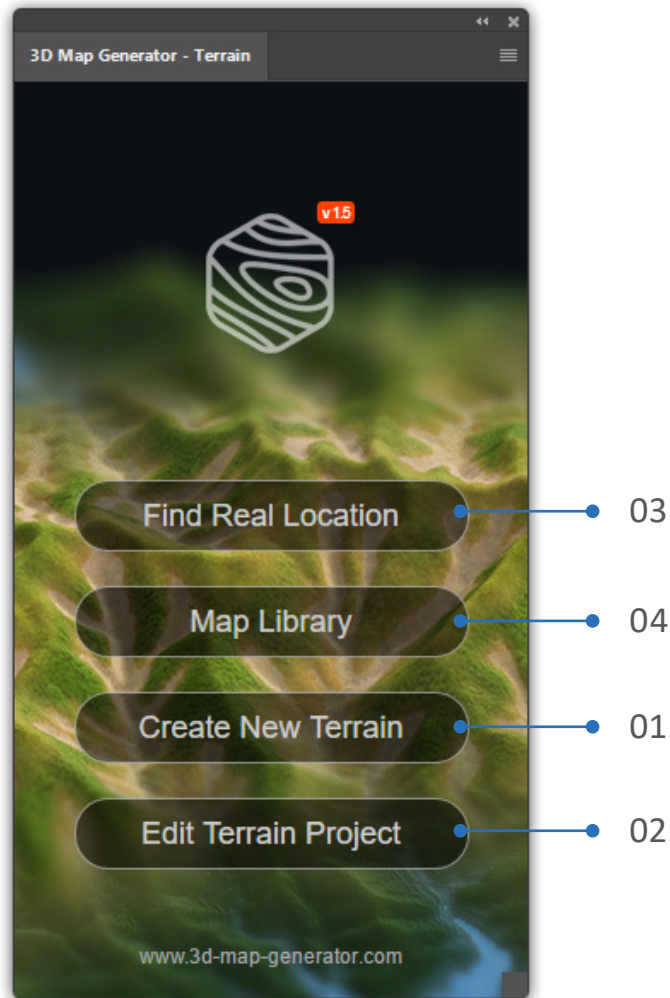 3D Map Generator - Terrain
v1.5
Find Real Location
03
Map Library
04
Create New Terrain
01
Edit Terrain Project
02
www.3d-map-generator.com